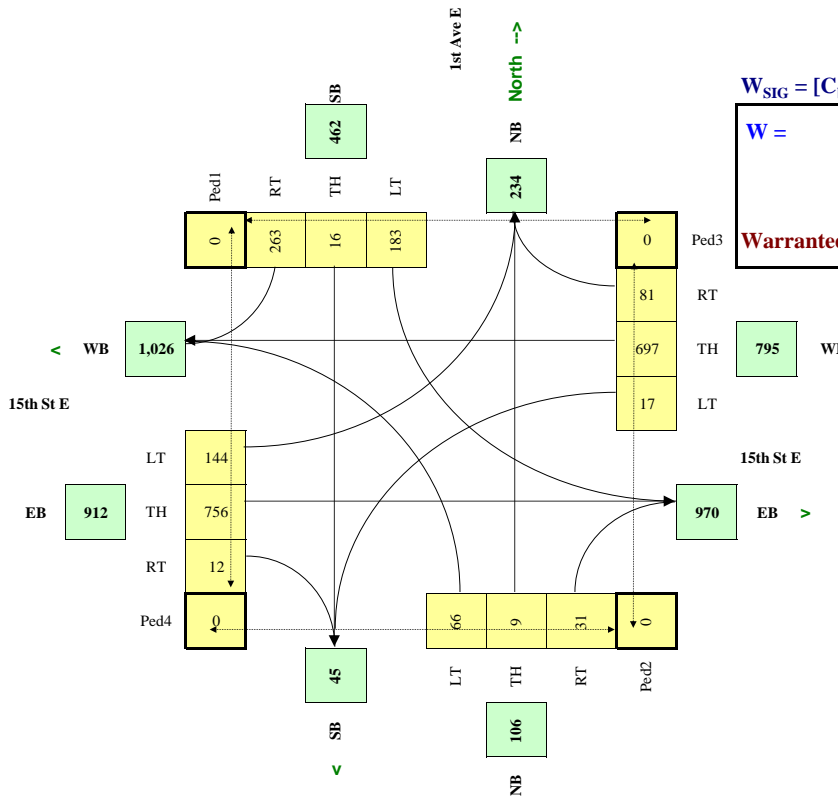 1st Ave E
North -->
W_SIG = [C
W =
Warrante
SB
462
NB
234
Ped1
RT
TH
LT
0
263
16
183
0
Ped3
81
RT
697
TH
795
17
LT
< WB
1,026
15th St E
15th St E
LT
144
EB
912
TH
756
RT
12
Ped4
0
970
EB >
66
9
31
0
LT
TH
RT
Ped2
45
SB
<
106
NB